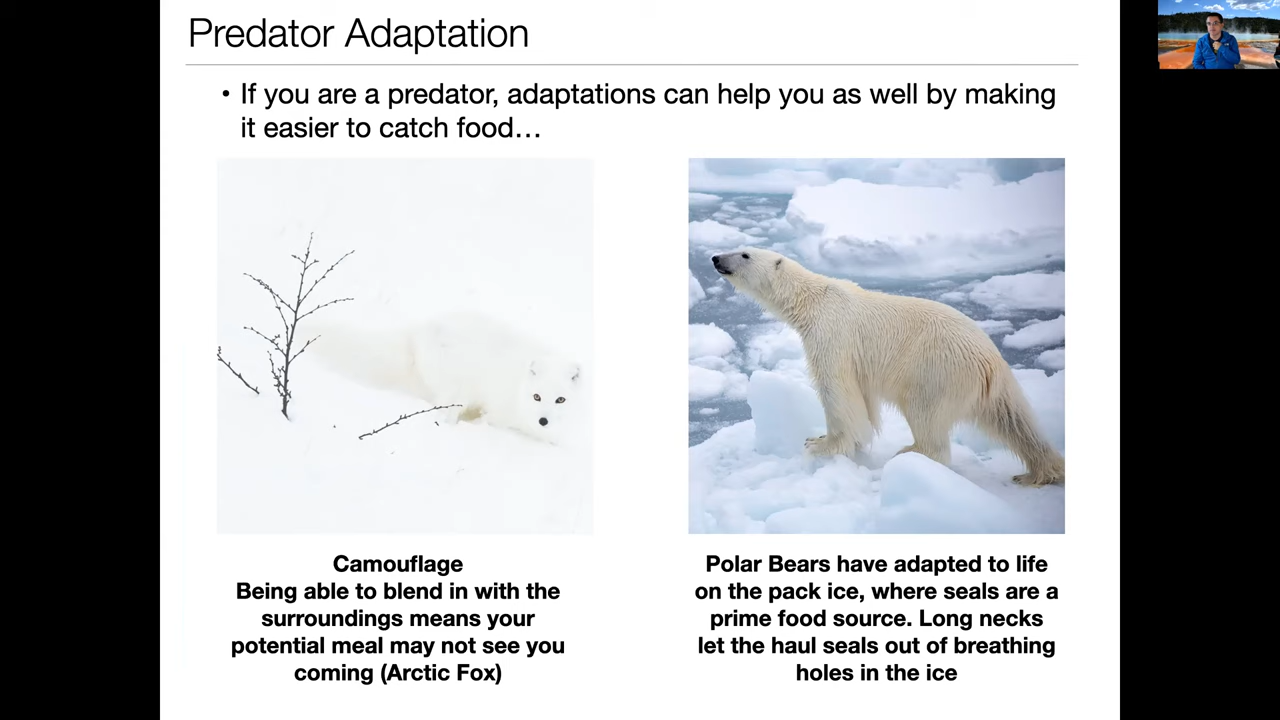 Predator Adaptation
• If you are a predator, adaptations can help you as well by making
it easier to catch food…
Camouflage
Being able to blend in with the
surroundings means your
potential meal may not see you
coming (Arctic Fox)
Polar Bears have adapted to life
on the pack ice, where seals are a
prime food source. Long necks
let the haul seals out of breathing
holes in the ice